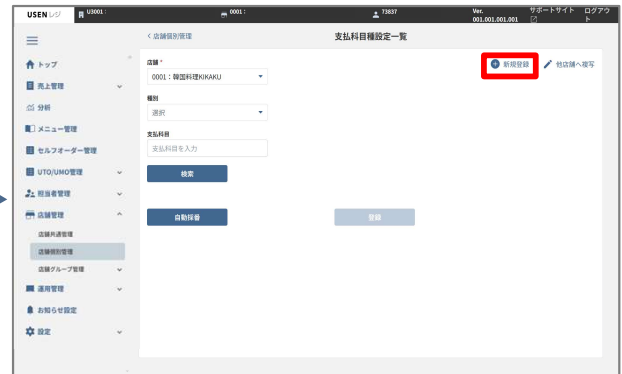 USEN レジ U3001： 0001： 73837 Ver. 001.001.001.001 サポートサイト ログアウト
＜ 店舗個別管理 支払科目種設定一覧
トップ
売上管理
分析
メニュー管理
セルフオーダー管理
UTO/UMO管理
担当者管理
店舗管理
店舗共通管理
店舗個別管理
店舗グループ管理
運用管理
お知らせ設定
設定
店舗 *
0001：韓国料理KIKAKU
新規登録 他店舗へ複写
種別
選択
支払科目
支払科目を入力
検索
自動採番 登録